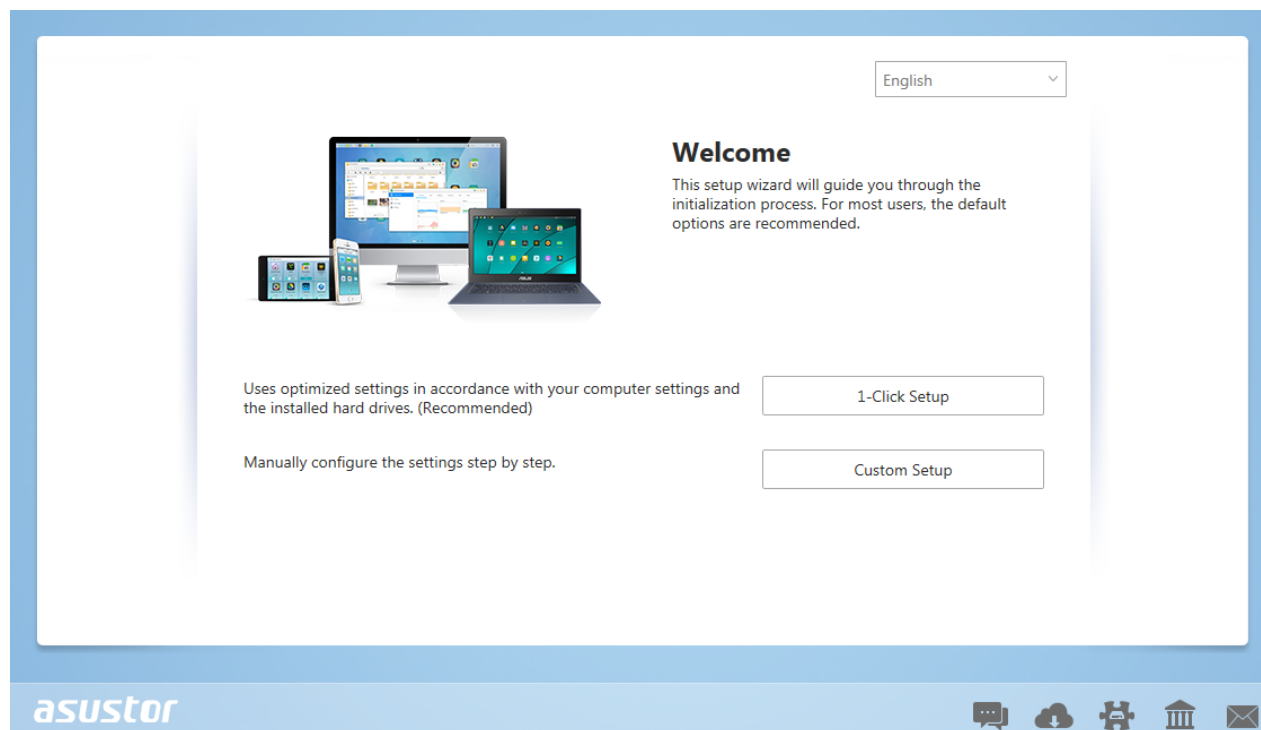 English
Welcome
This setup wizard will guide you through the
initialization process. For most users, the default
options are recommended.
Uses optimized settings in accordance with your computer settings and
the installed hard drives. (Recommended)
1-Click Setup
Manually configure the settings step by step.
Custom Setup
asustor